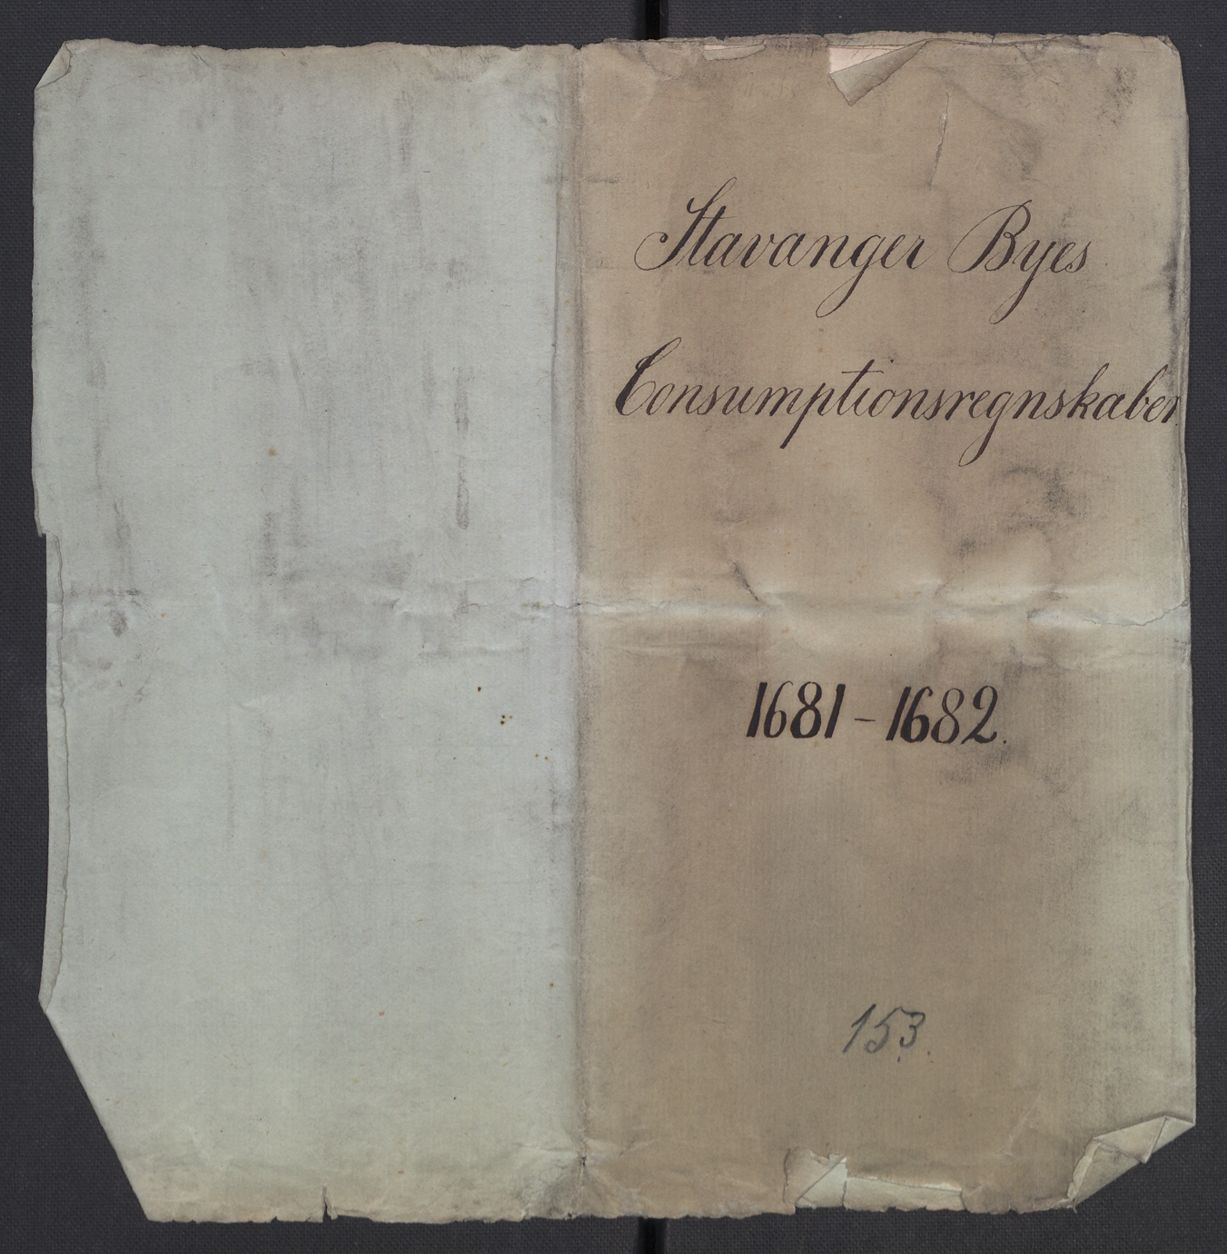 Stavanger Byes
Consumptionsregnskaber
1681 - 1682.
153.